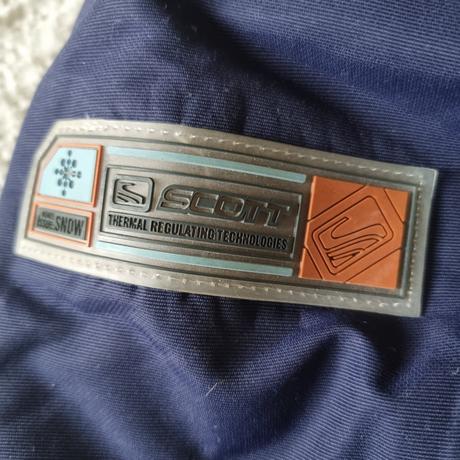 SCOTT
THERMAL REGULATING TECHNOLOGIES
SNOW